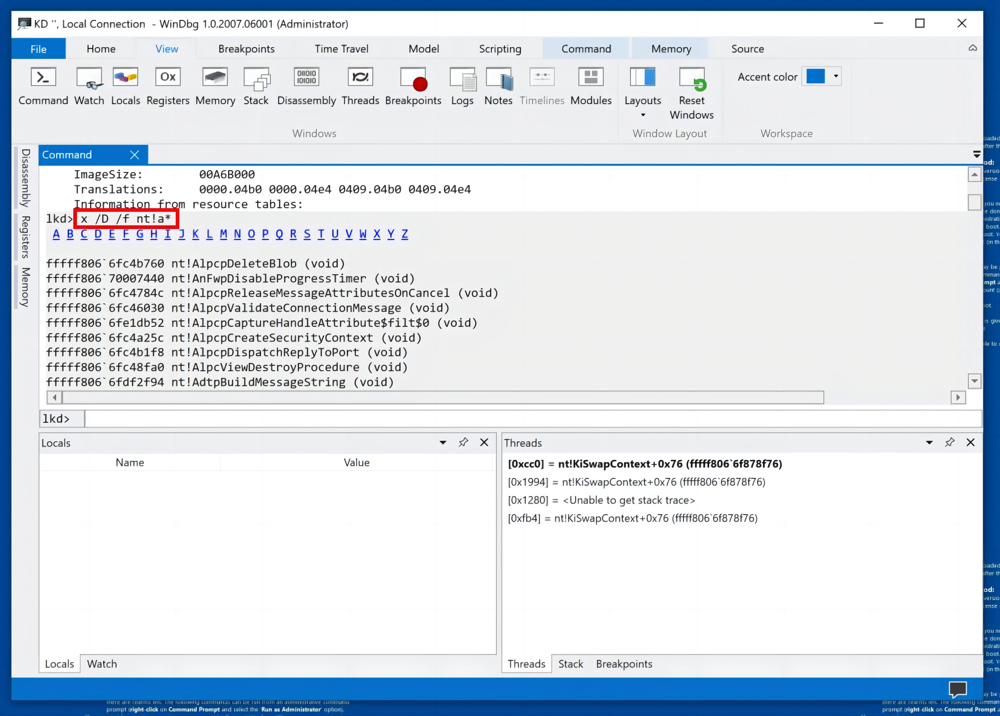 KD '', Local Connection - WinDbg 1.0.2007.06001 (Administrator)
File Home View Breakpoints Time Travel Model Scripting Command Memory Source
Command Watch Locals Registers Memory Stack Disassembly Threads Breakpoints Logs Notes Timelines Modules Layouts Reset Windows Accent color
Windows Window Layout Workspace
Disassembly
Registers
Memory
Command
ImageSize: 00A6B000
Translations: 0000.04b0 0000.04e4 0409.04b0 0409.04e4
Information from resource tables:
lkd> x /D /f nt!a*
A B C D E F G H I J K L M N O P Q R S T U V W X Y Z
fffff806`6fc4b760 nt!AlpcpDeleteBlob (void)
fffff806`70007440 nt!AnFwpDisableProgressTimer (void)
fffff806`6fc4784c nt!AlpcpReleaseMessageAttributesOnCancel (void)
fffff806`6fc46030 nt!AlpcpValidateConnectionMessage (void)
fffff806`6fe1db52 nt!AlpcpCaptureHandleAttribute$filt$0 (void)
fffff806`6fc4a25c nt!AlpcpCreateSecurityContext (void)
fffff806`6fc4b1f8 nt!AlpcpDispatchReplyToPort (void)
fffff806`6fc48fa0 nt!AlpcViewDestroyProcedure (void)
fffff806`6fdf2f94 nt!AdtpBuildMessageString (void)
lkd>
Locals
Name Value
Locals Watch
Threads
[0xcc0] = nt!KiSwapContext+0x76 (fffff806`6f878f76)
[0x1994] = nt!KiSwapContext+0x76 (fffff806`6f878f76)
[0x1280] = <Unable to get stack trace>
[0xfb4] = nt!KiSwapContext+0x76 (fffff806`6f878f76)
Threads Stack Breakpoints
prompt (right-click on Command Prompt and select the 'Run as Administrator' option).
prompt (right-click on Command Prompt